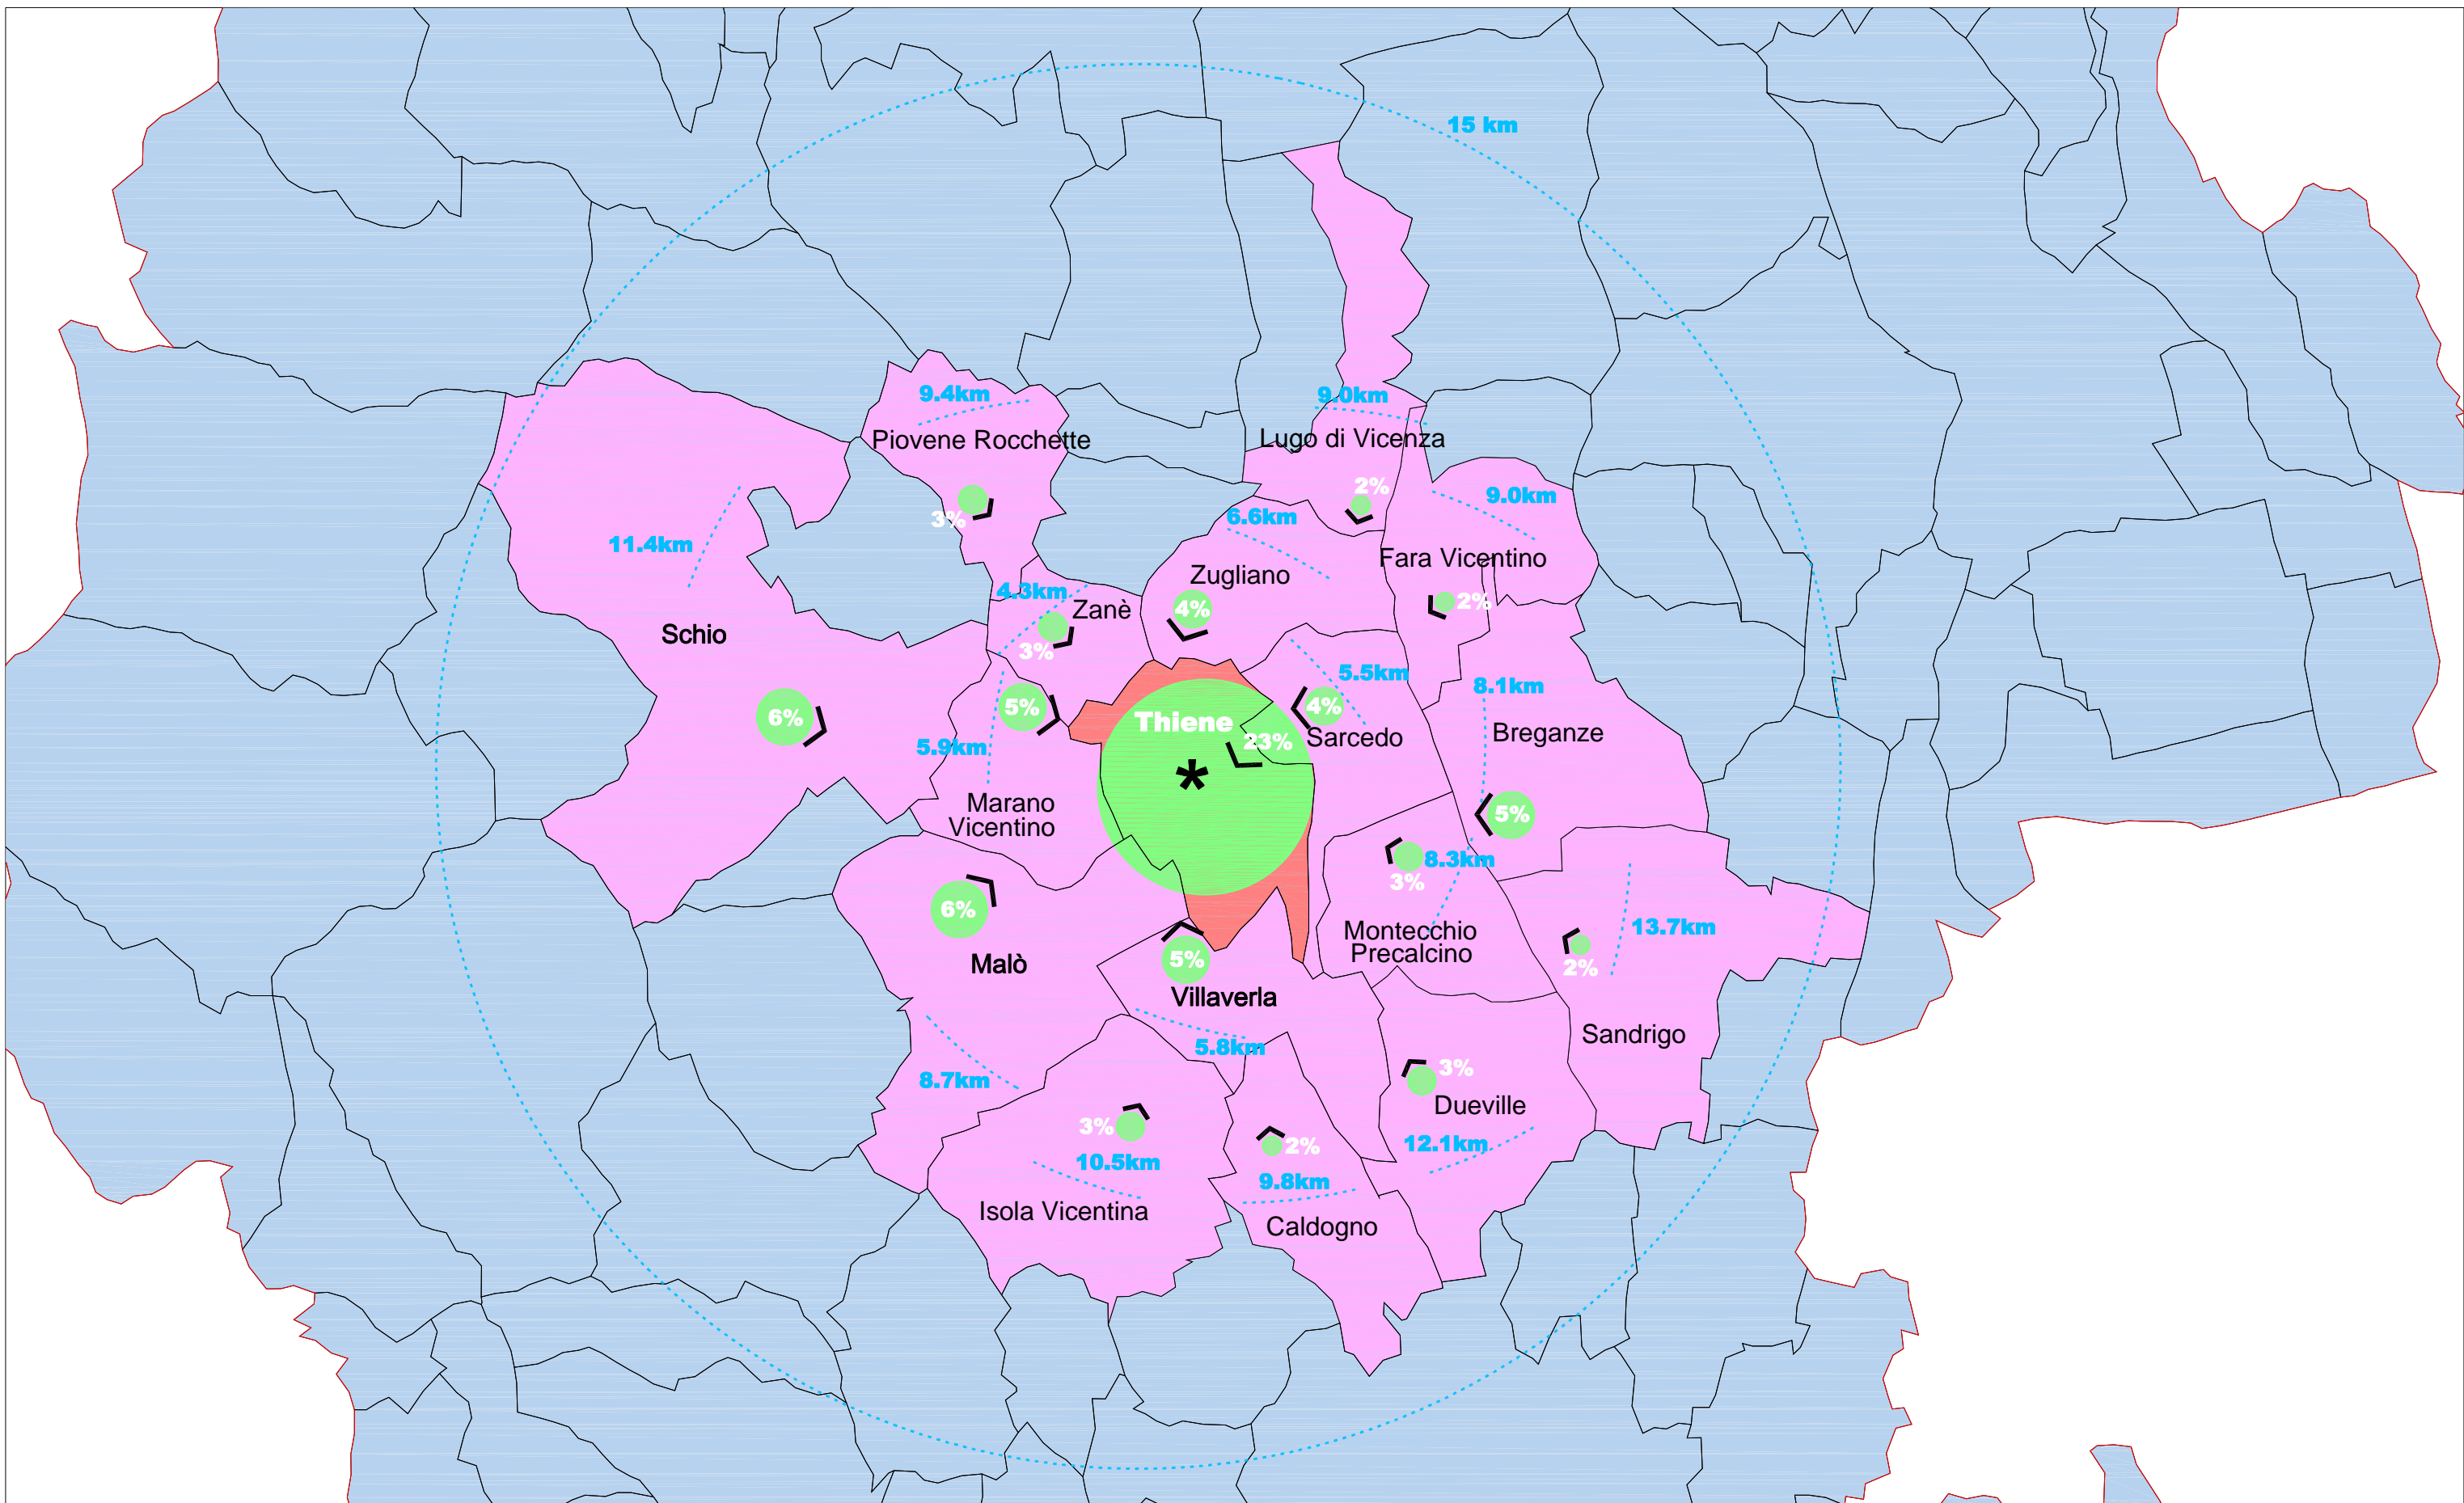 15 km
9.4km
Piovene Rocchette
3%
9.0km
Lugo di Vicenza
2%
9.0km
Fara Vicentino
2%
6.6km
Zugliano
4%
11.4km
Schio
6%
4.3km
Zanè
3%
5%
5.9km
Marano
Vicentino
Thiene
23%
*
5.5km
4%
Sarcedo
8.1km
Breganze
5%
8.3km
3%
Montecchio
Precalcino
13.7km
2%
Sandrigo
6%
Malò
8.7km
5%
Villaverla
5.8km
3%
Dueville
12.1km
3%
10.5km
Isola Vicentina
2%
9.8km
Caldogno